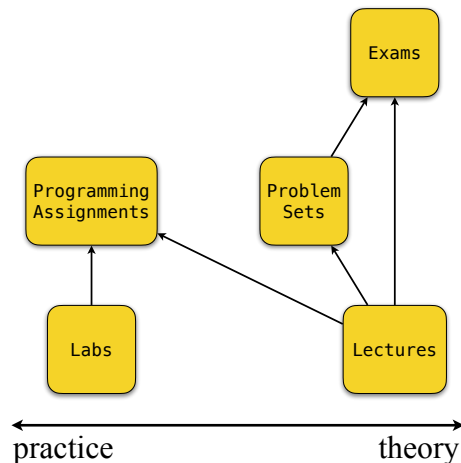 Exams
Programming
Assignments
Problem
Sets
Labs
Lectures
practice
theory